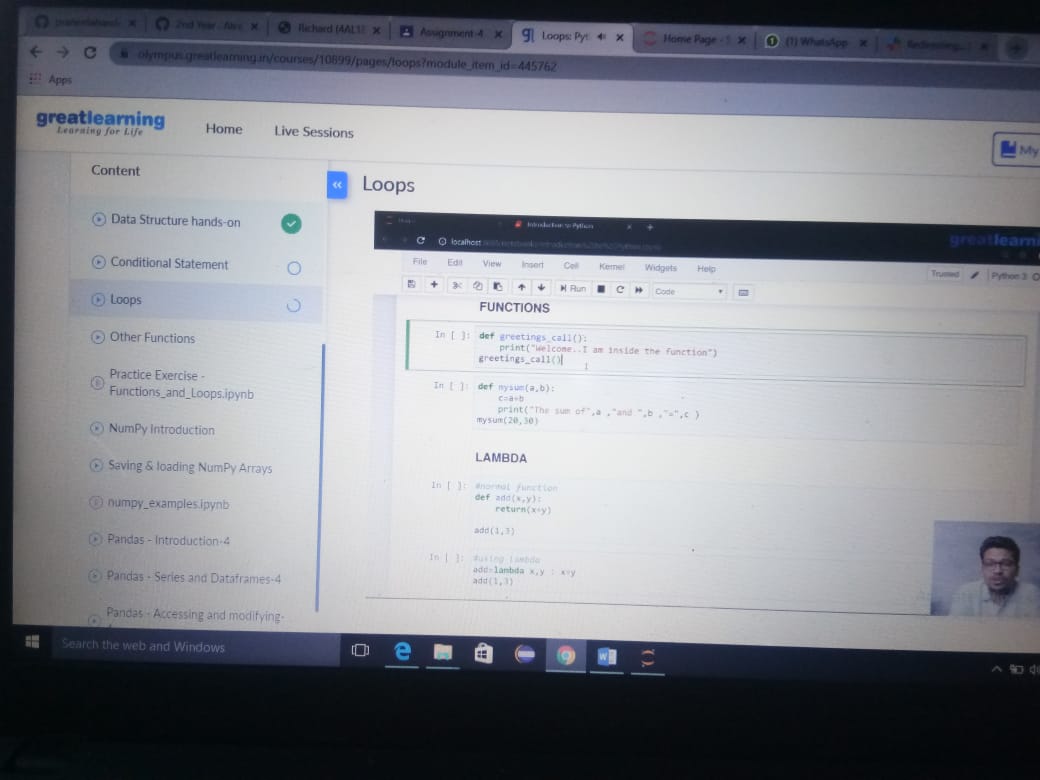 2nd Year
Richard (4AL1
Assignment-4
Loops: Pyt
Home Page - S
(1) WhatsApp
olympus.greatlearning.in/courses/10899/pages/loops?module_item_id=445762
Apps
greatlearning
Learning for Life
Home
Live Sessions
My
Content
Loops
Data Structure hands-on
Conditional Statement
Loops
Other Functions
Practice Exercise -
Functions_and_Loops.ipynb
NumPy Introduction
Saving & loading NumPy Arrays
numpy_examples.ipynb
Pandas - Introduction-4
Pandas - Series and Dataframes-4
Pandas - Accessing and modifying-
Introduction to Python
localhost
greatlearni
File Edit View Insert Cell Kernel Widgets Help
Trusted Python 3
Run Code
FUNCTIONS
In [ ]: def greetings_call():
print("Welcome..I am inside the function")
greetings_call()
In [ ]: def mysum(a,b):
c=a+b
print("The sum of",a ,"and ",b ,"=",c )
mysum(20,30)
LAMBDA
In [ ]: #normal function
def add(x,y):
return(x+y)
add(1,3)
In [ ]: #using lambda
add=lambda x,y : x+y
add(1,3)
Search the web and Windows